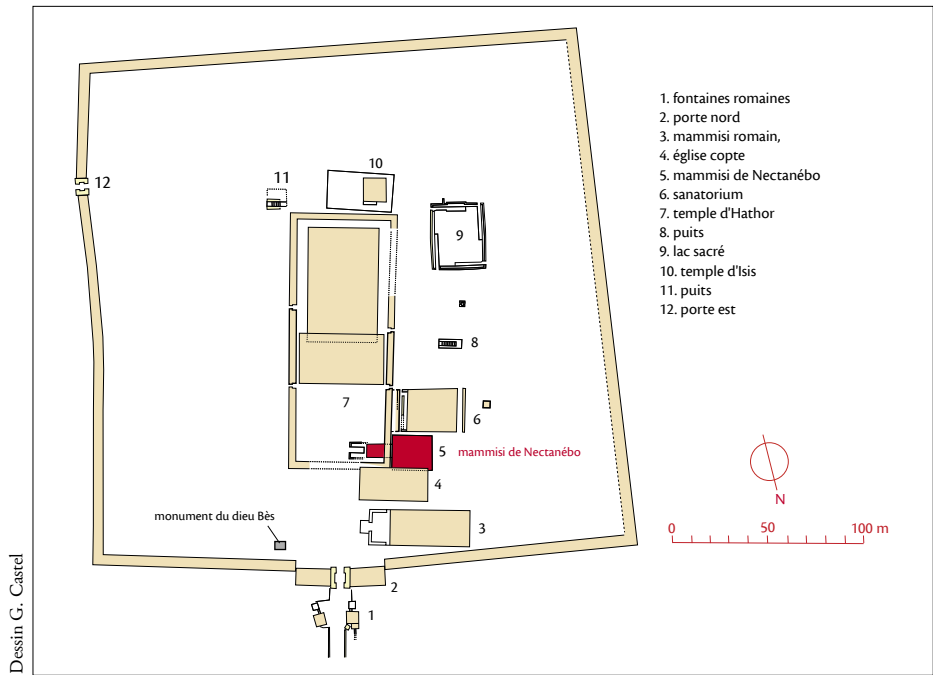 1. fontaines romaines
2. porte nord
3. mammisi romain,
4. église copte
5. mammisi de Nectanébo
6. sanatorium
7. temple d'Hathor
8. puits
9. lac sacré
10. temple d'Isis
11. puits
12. porte est
10
11
12
9
8
7
6
5 mammisi de Nectanébo
4
monument du dieu Bès
3
2
1
N
0 50 100 m
Dessin G. Castel